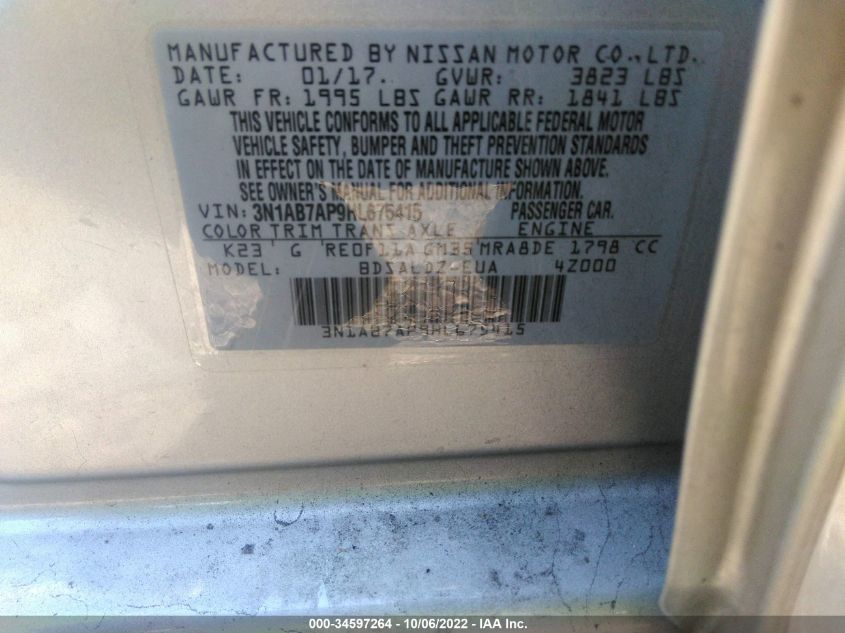 MANUFACTURED BY NISSAN MOTOR CO., LTD.
DATE: 01/17. GVWR: 3823 LBS
GAWR FR: 1995 LBS GAWR RR: 1841 LBS
THIS VEHICLE CONFORMS TO ALL APPLICABLE FEDERAL MOTOR
VEHICLE SAFETY, BUMPER AND THEFT PREVENTION STANDARDS
IN EFFECT ON THE DATE OF MANUFACTURE SHOWN ABOVE.
SEE OWNER'S MANUAL FOR ADDITIONAL INFORMATION.
VIN: 3N1AB7AP9HL675415 PASSENGER CAR.
COLOR TRIM TRANS AXLE ENGINE
K23 G RE0F11A GM35 MRA8DE 1798 CC
MODEL: 4Z000
3N1AB7AP9HL675415
000-34597264 - 10/06/2022 - IAA Inc.